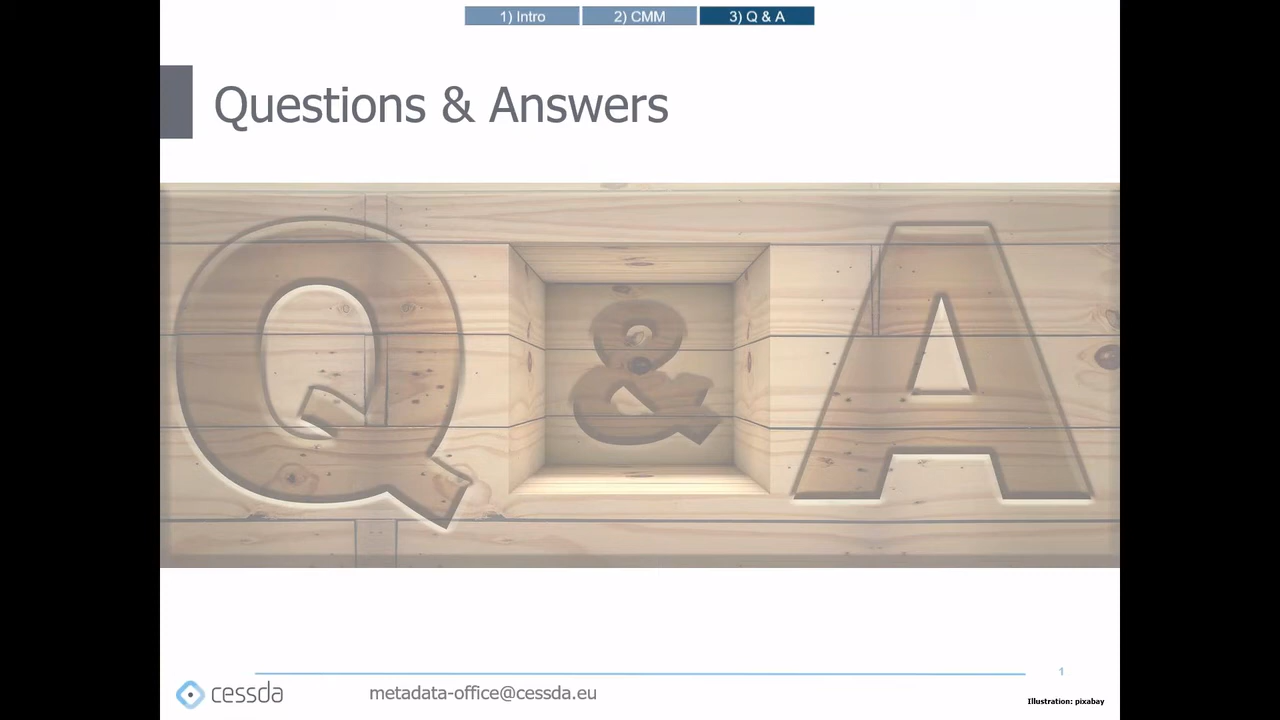 1) Intro 2) CMM 3) Q & A
Questions & Answers
Q & A
1
cessda metadata-office@cessda.eu
Illustration: pixabay